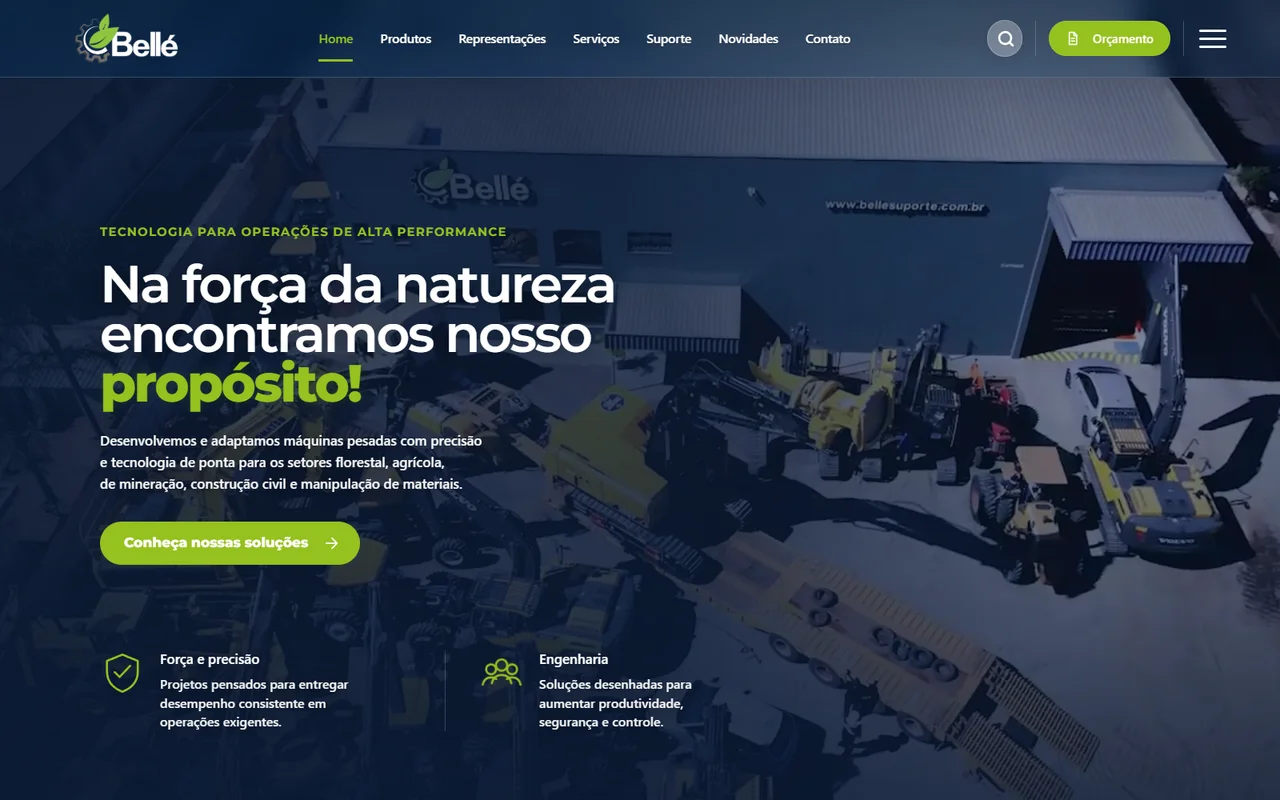 Bellé
Home
Produtos
Representações
Serviços
Suporte
Novidades
Contato
Orçamento
Bellé
www.bellesuporte.com.br
TECNOLOGIA PARA OPERAÇÕES DE ALTA PERFORMANCE
Na força da natureza
encontramos nosso
propósito!
Desenvolvemos e adaptamos máquinas pesadas com precisão
e tecnologia de ponta para os setores florestal, agrícola,
de mineração, construção civil e manipulação de materiais.
Conheça nossas soluções
Força e precisão
Projetos pensados para entregar
desempenho consistente em
operações exigentes.
Engenharia
Soluções desenhadas para
aumentar produtividade,
segurança e controle.
VOLVO